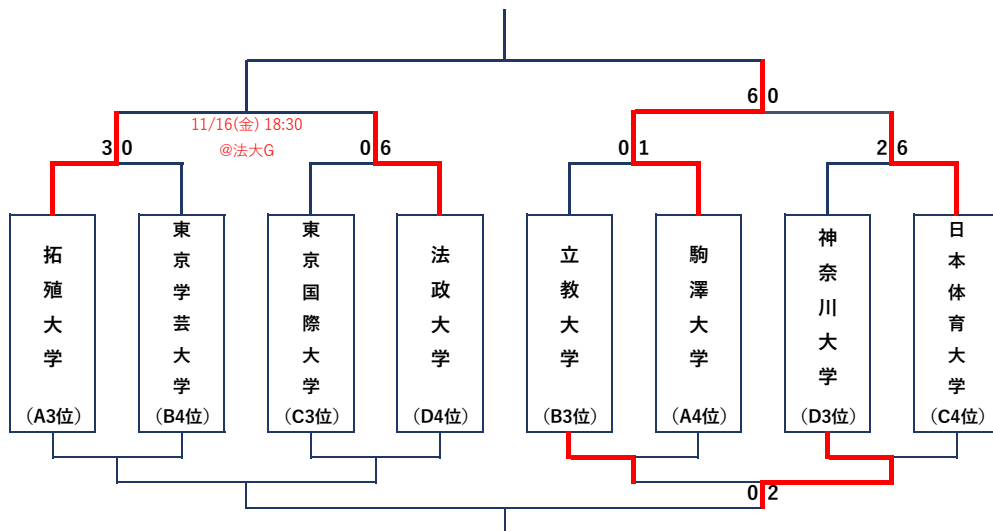 6 0
11/16(金) 18:30
@法大G
3 0
0 6
0 1
2 6
拓殖大学
(A3位)
東京学芸大学
(B4位)
東京国際大学
(C3位)
法政大学
(D4位)
立教大学
(B3位)
駒澤大学
(A4位)
神奈川大学
(D3位)
日本体育大学
(C4位)
0 2